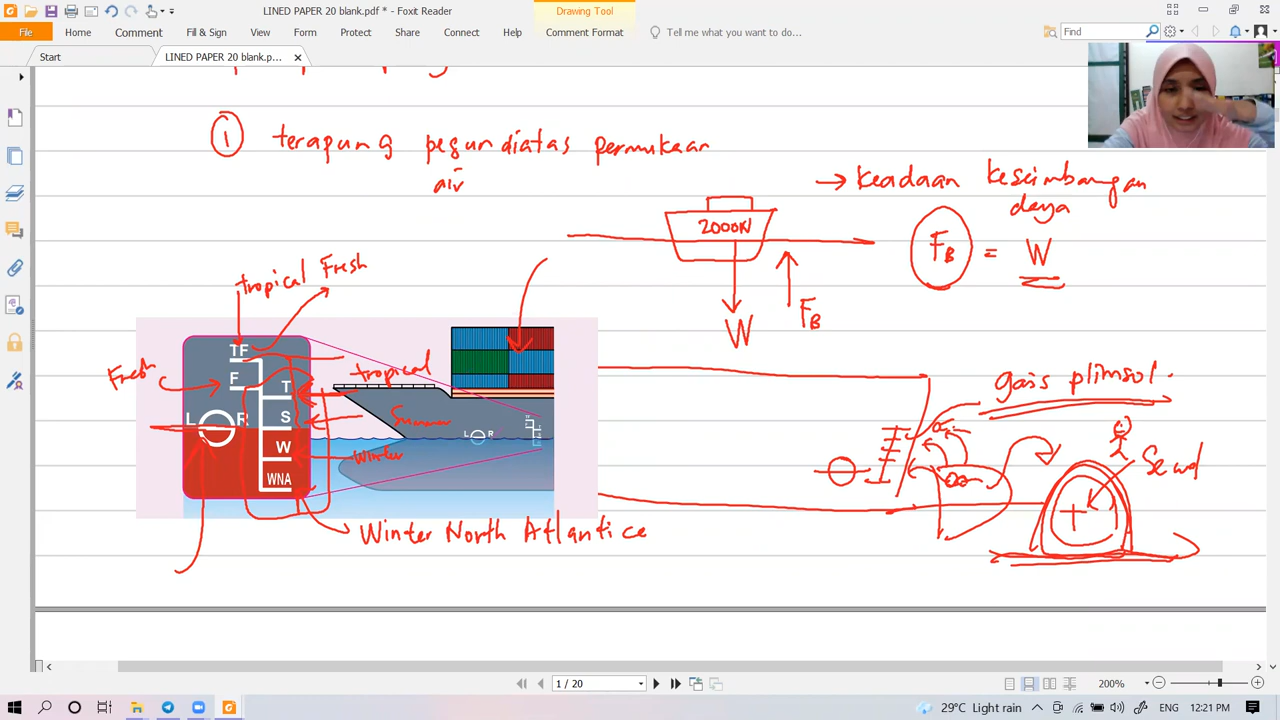 LINED PAPER 20 blank.pdf * - Foxit Reader
Drawing Tool
File Home Comment View Form Protect Share Connect Help Comment Format Tell me what you want to do... Find
Fill & Sign
Start
LINED PAPER 20 blank.p...
1 terapung pegun diatas permukaan
air
→ Keadaan keseimbangan
daya
2000N
FB = W
W
FB
tropical Fresh
TF
Fresh
F
T
tropical
L R
S
Summer
W
Winter
WNA
Winter North Atlantice
L R
gais plimsol.
1 / 20
200%
29°C Light rain
ENG
12:21 PM